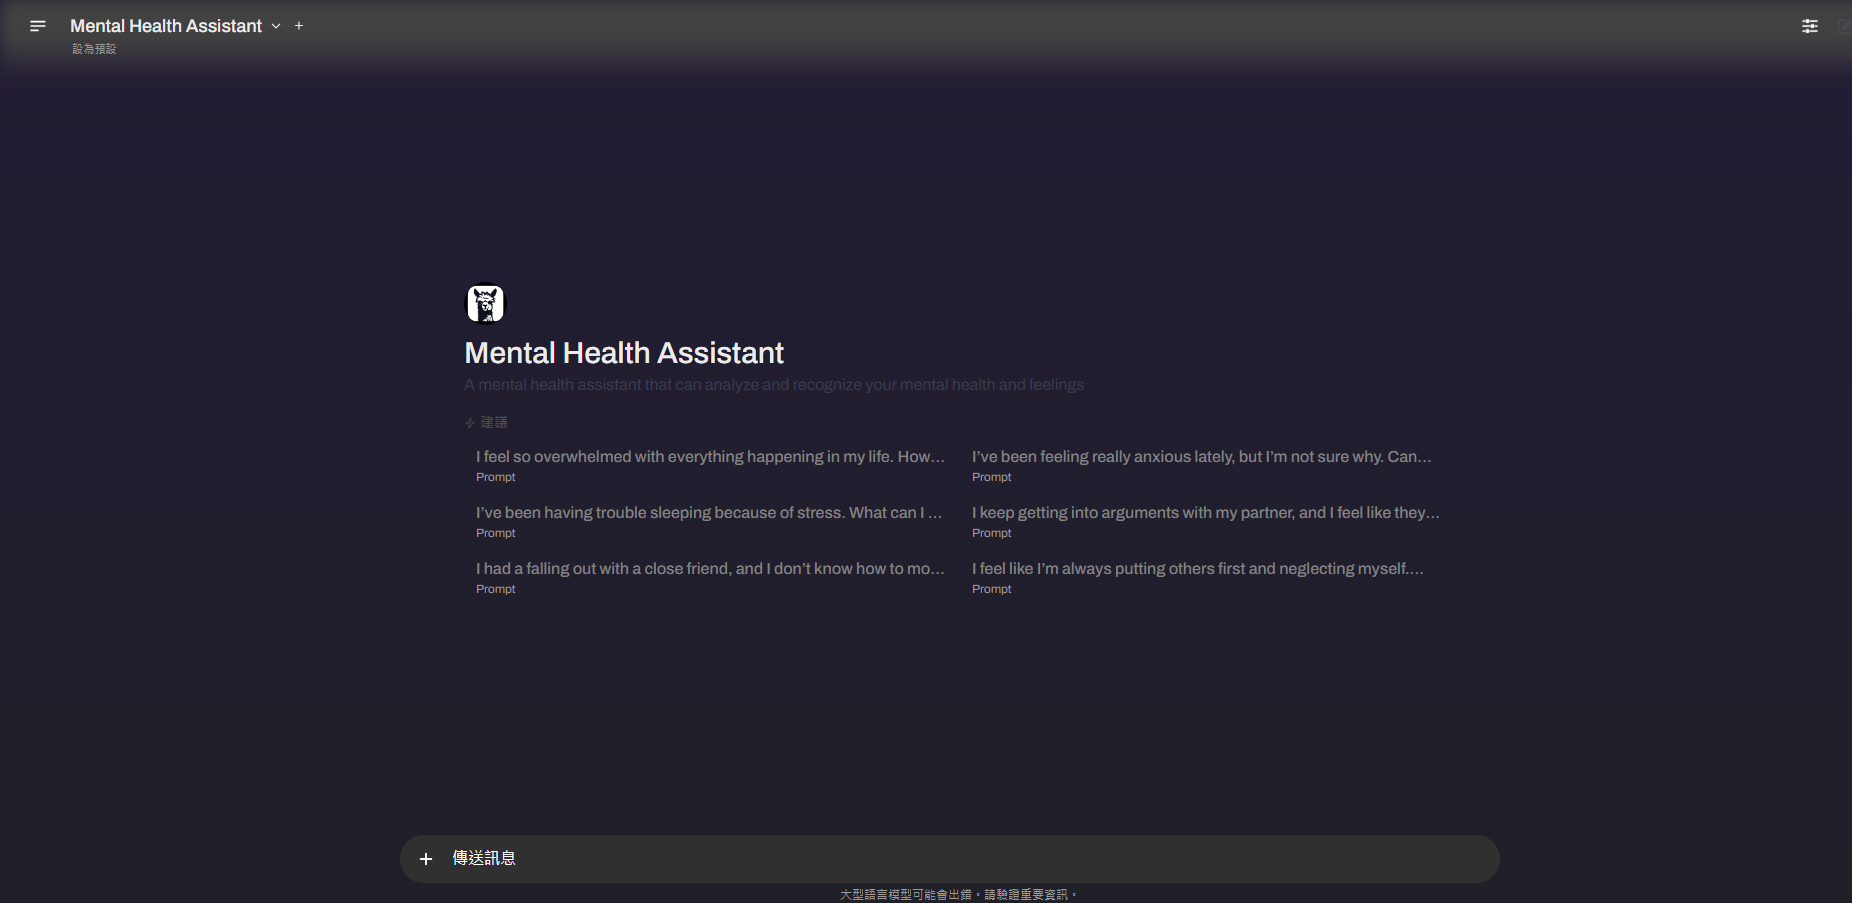 Mental Health Assistant
設為預設
Mental Health Assistant
A mental health assistant that can analyze and recognize your mental health and feelings
建議
I feel so overwhelmed with everything happening in my life. How...
Prompt
I've been feeling really anxious lately, but I'm not sure why. Can...
Prompt
I've been having trouble sleeping because of stress. What can I ...
Prompt
I keep getting into arguments with my partner, and I feel like they...
Prompt
I had a falling out with a close friend, and I don't know how to mo...
Prompt
I feel like I'm always putting others first and neglecting myself....
Prompt
傳送訊息
大型語言模型可能會出錯。請驗證重要資訊。